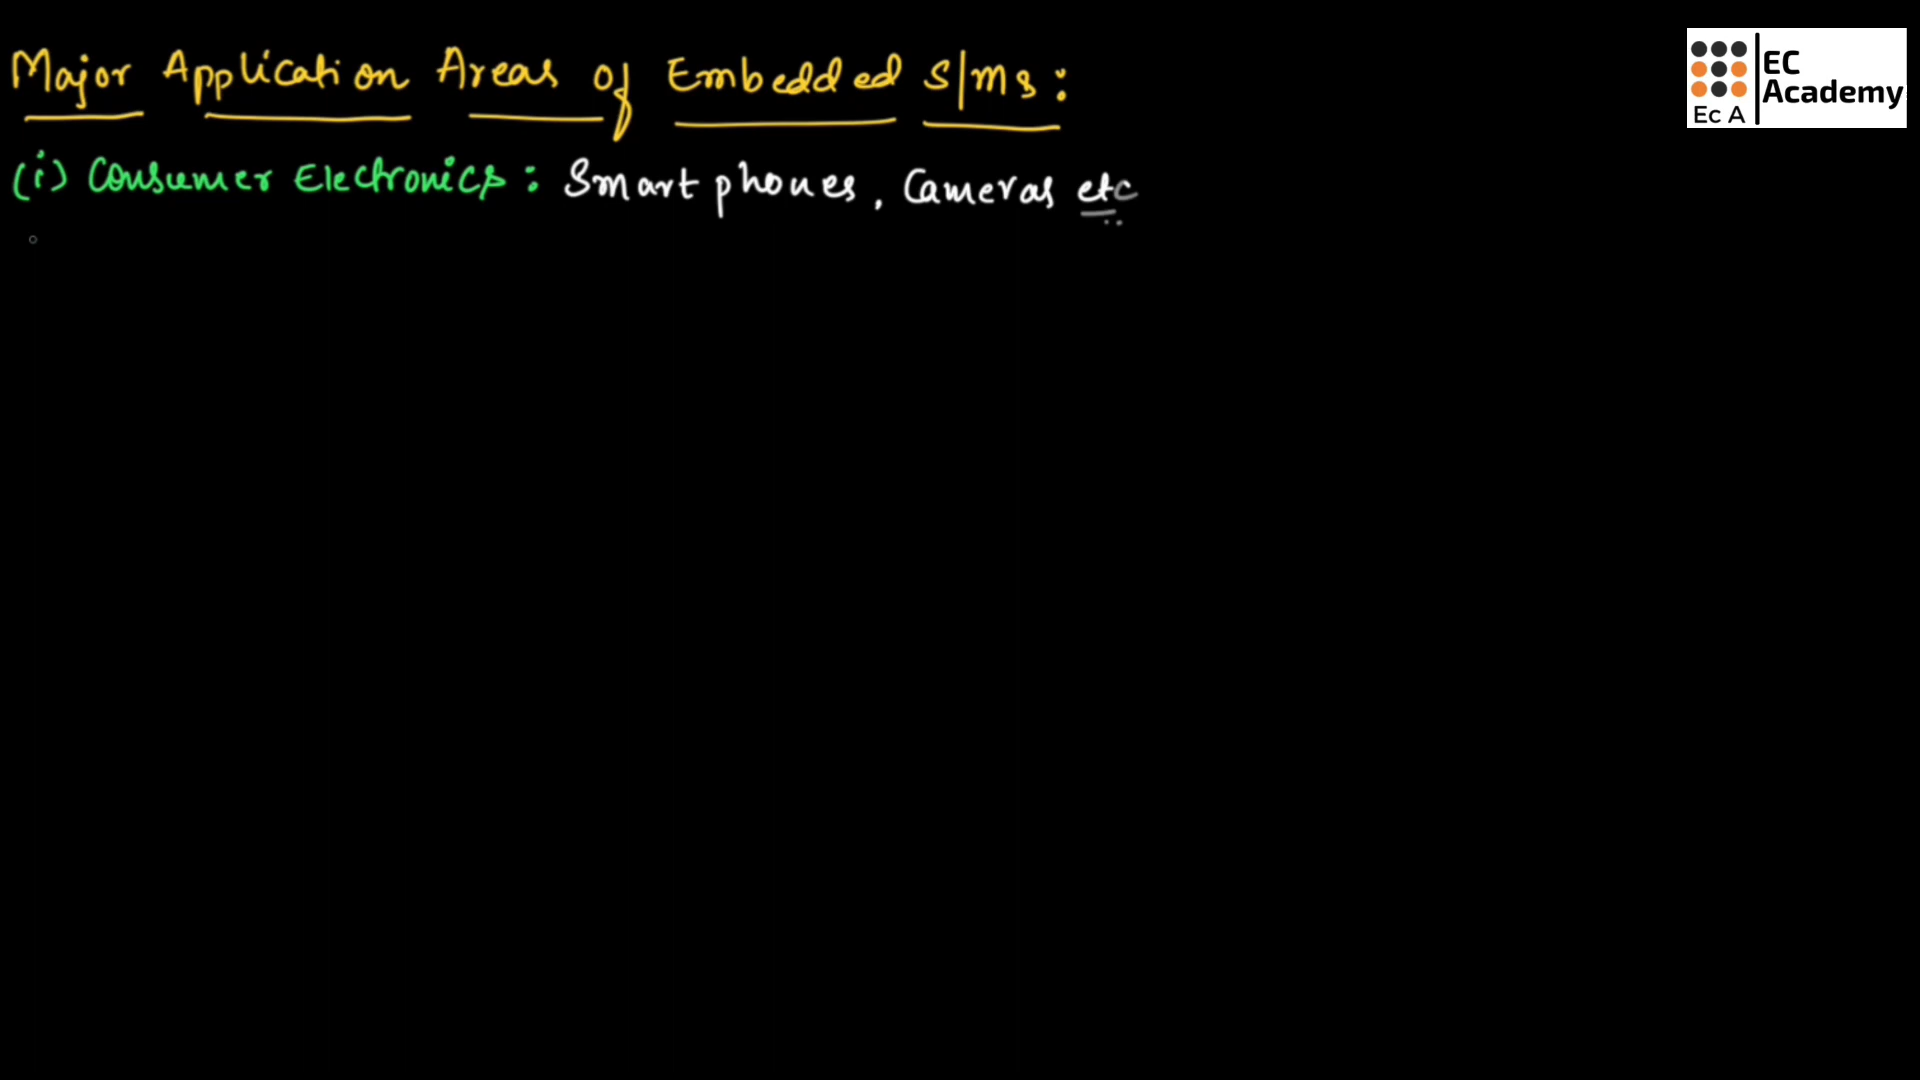 Major Application Areas of Embedded S/ms:
EC
Academy
Ec A
(i) Consumer Electronics: Smart phones, Cameras etc